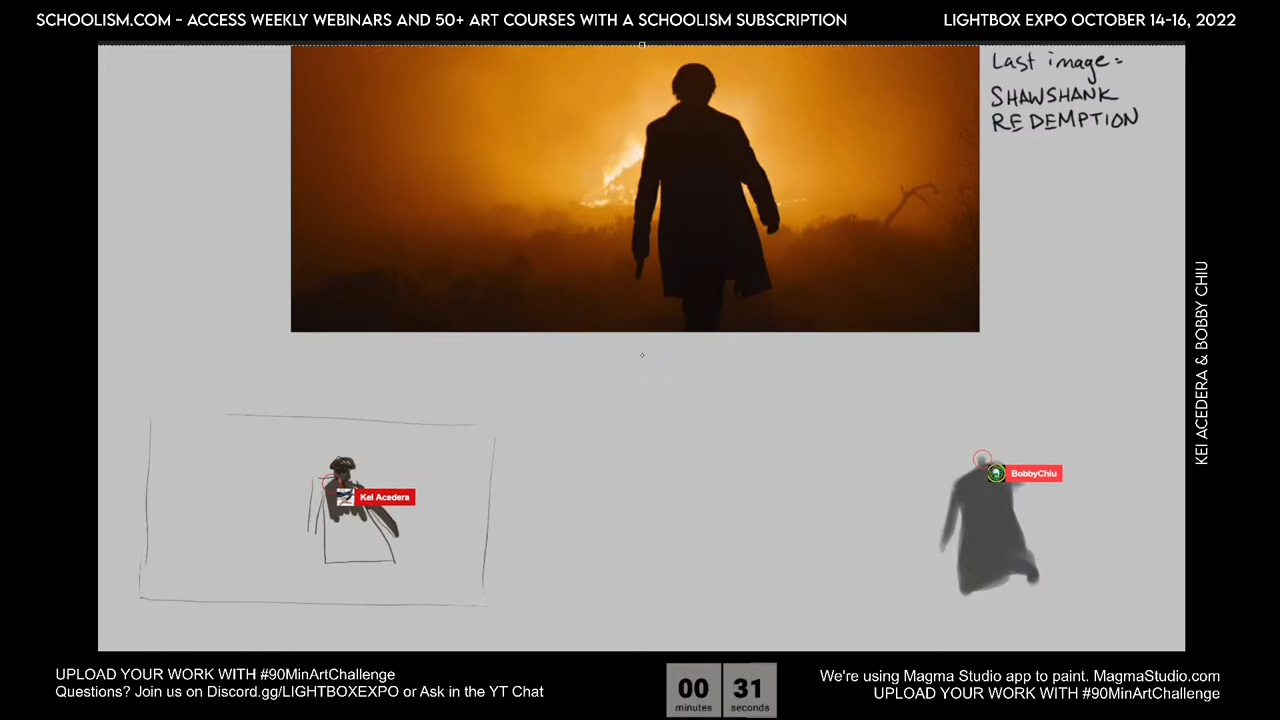 SCHOOLISM.COM - ACCESS WEEKLY WEBINARS AND 50+ ART COURSES WITH A SCHOOLISM SUBSCRIPTION
LIGHTBOX EXPO OCTOBER 14-16, 2022
Last image:
SHAWSHANK
REDEMPTION
KEI ACEDERA & BOBBY CHIU
BobbyChiu
Kei Acedera
UPLOAD YOUR WORK WITH #90MinArtChallenge
Questions? Join us on Discord.gg/LIGHTBOXEXPO or Ask in the YT Chat
00
minutes
31
seconds
We're using Magma Studio app to paint. MagmaStudio.com
UPLOAD YOUR WORK WITH #90MinArtChallenge